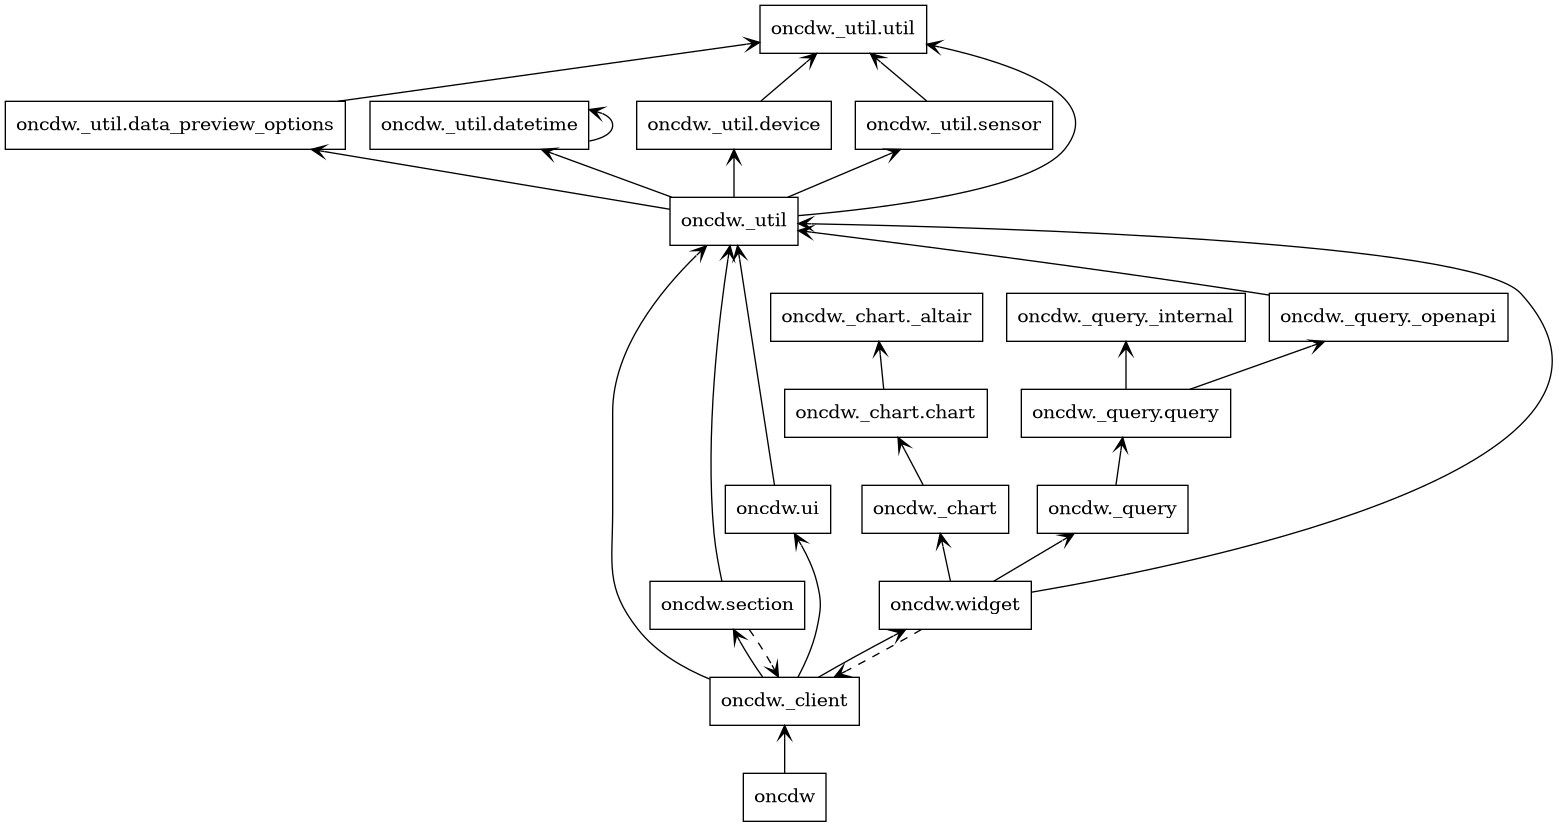 oncdw._util.util
oncdw._util.data_preview_options
oncdw._util.datetime
oncdw._util.device
oncdw._util.sensor
oncdw._util
oncdw._chart._altair
oncdw._query._internal
oncdw._query._openapi
oncdw._chart.chart
oncdw._query.query
oncdw.ui
oncdw._chart
oncdw._query
oncdw.section
oncdw.widget
oncdw._client
oncdw